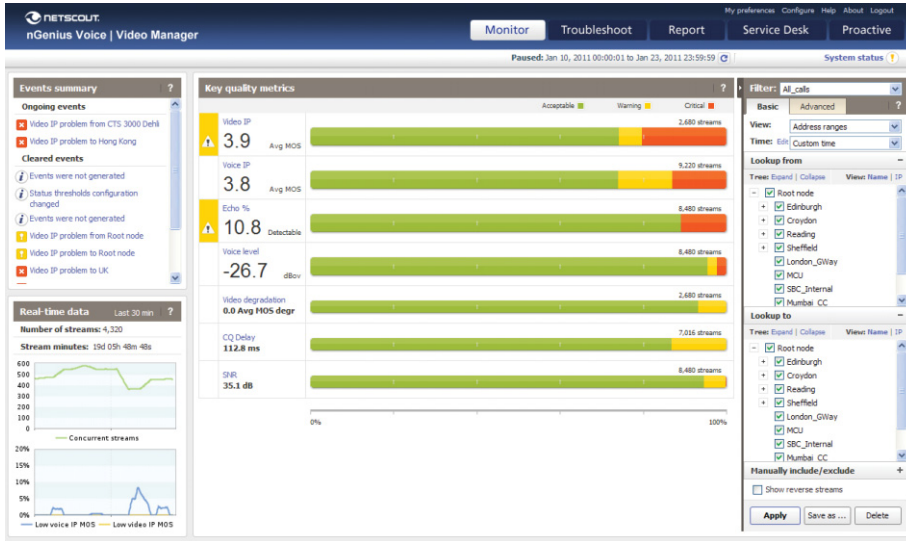 My preferences Configure Help About Logout
NETSCOUT.
nGenius Voice | Video Manager
Monitor Troubleshoot Report Service Desk Proactive
Paused: Jan 10, 2011 00:00:01 to Jan 23, 2011 23:59:59
System status !
Events summary ?
Ongoing events
Video IP problem from CTS 3000 Dehli
Video IP problem to Hong Kong
Cleared events
Events were not generated
Status thresholds configuration
changed
Events were not generated
Video IP problem from Root node
Video IP problem to Root node
Video IP problem to UK
Real-time data Last 30 min ?
Number of streams: 4,320
Stream minutes: 19d 05h 48m 48s
600
500
400
300
200
100
0
Concurrent streams
20%
15%
10%
5%
0%
Low voice IP MOS Low video IP MOS
Key quality metrics ?
Acceptable Warning Critical
Video IP
3.9 Avg MOS
2,680 streams
Voice IP
3.8 Avg MOS
9,220 streams
Echo %
10.8 Detectable
8,480 streams
Voice level
-26.7 dBov
8,480 streams
Video degradation
0.0 Avg MOS degr
2,680 streams
CQ Delay
112.8 ms
7,016 streams
SNR
35.1 dB
8,480 streams
0% 100%
Filter: All_calls
Basic Advanced ?
View: Address ranges
Time: Edit Custom time
Lookup from −
Tree: Expand | Collapse View: Name | IP
Root node
Edinburgh
Croydon
Reading
Sheffield
London_GWay
MCU
SBC_Internal
Mumbai CC
Lookup to −
Tree: Expand | Collapse View: Name | IP
Root node
Edinburgh
Croydon
Reading
Sheffield
London_GWay
MCU
SBC_Internal
Mumbai CC
Manually include/exclude +
Show reverse streams
Apply Save as ... Delete